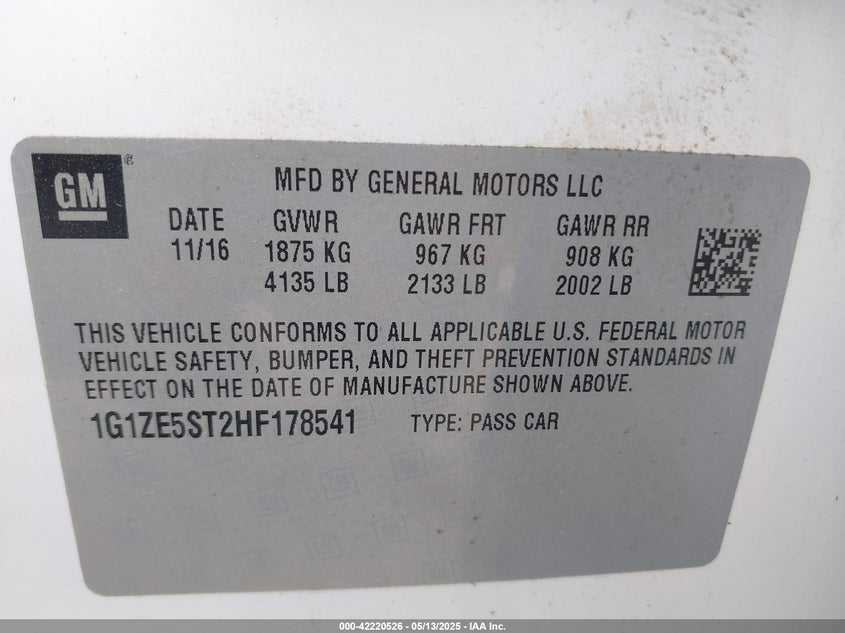 GM
MFD BY GENERAL MOTORS LLC
DATE GVWR GAWR FRT GAWR RR
11/16 1875 KG 967 KG 908 KG
4135 LB 2133 LB 2002 LB
THIS VEHICLE CONFORMS TO ALL APPLICABLE U.S. FEDERAL MOTOR
VEHICLE SAFETY, BUMPER, AND THEFT PREVENTION STANDARDS IN
EFFECT ON THE DATE OF MANUFACTURE SHOWN ABOVE.
1G1ZE5ST2HF178541 TYPE: PASS CAR
000-42220526 - 05/13/2025 - IAA Inc.